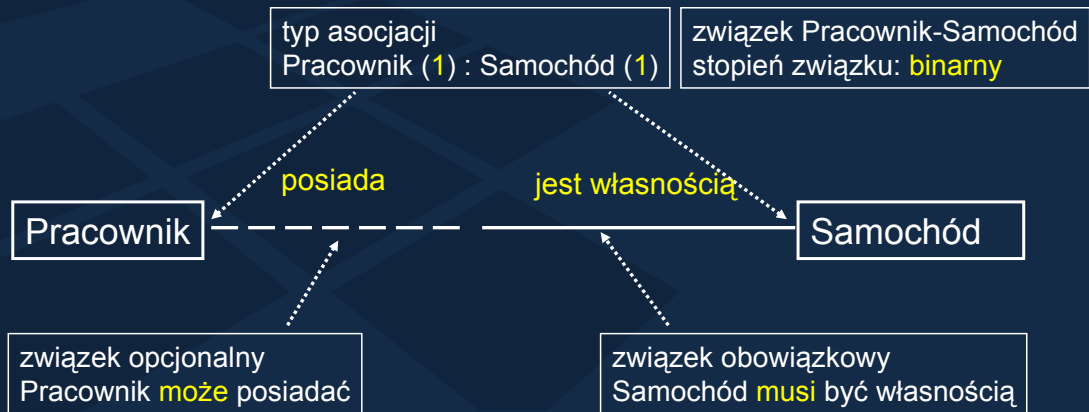 typ asocjacji
Pracownik (1) : Samochód (1)
związek Pracownik-Samochód
stopień związku: binarny
posiada
jest własnością
Pracownik
Samochód
związek opcjonalny
Pracownik może posiadać
związek obowiązkowy
Samochód musi być własnością